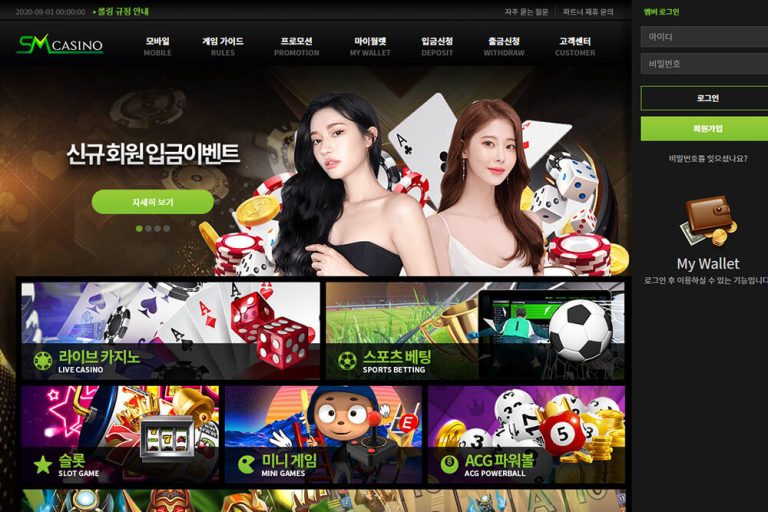 2020-09-01 00:00:00
• 롤링 규정 안내
자주 묻는 질문
파트너 제휴 문의
SM CASINO
모바일
MOBILE
게임 가이드
RULES
프로모션
PROMOTION
마이월렛
MY WALLET
입금신청
DEPOSIT
출금신청
WITHDRAW
고객센터
CUSTOMER
신규 회원 입금이벤트
자세히 보기
라이브 카지노
LIVE CASINO
스포츠 베팅
SPORTS BETTING
슬롯
SLOT GAME
미니 게임
MINI GAMES
ACG 파워볼
ACG POWERBALL
멤버 로그인
아이디
비밀번호
로그인
회원가입
비밀번호를 잊으셨나요?
My Wallet
로그인 후 이용하실 수 있는 기능입니다